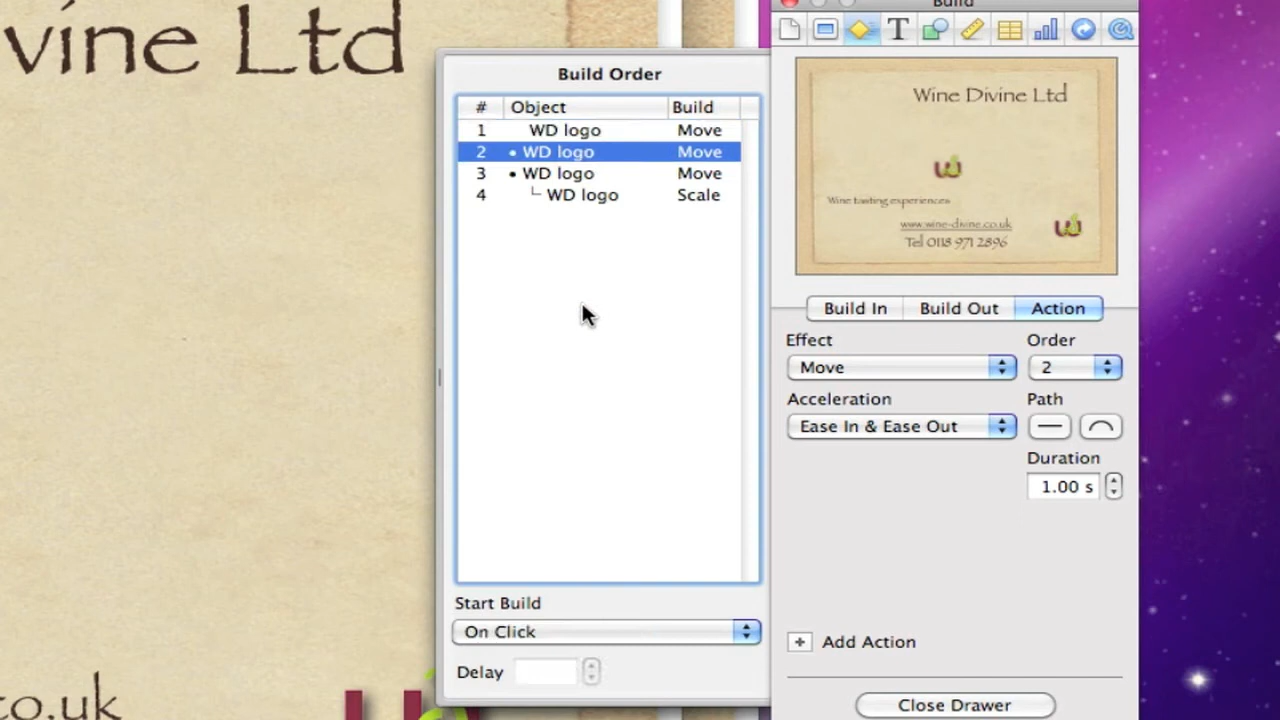 vine Ltd
co.uk
Build Order
# Object Build
1 WD logo Move
2 • WD logo Move
3 • WD logo Move
4 WD logo Scale
Start Build
On Click
Delay
Build
T
Wine Divine Ltd
wd
Wine tasting experiences
www.wine-divine.co.uk
wd
Tel 0118 971 2896
Build In Build Out Action
Effect Order
Move 2
Acceleration Path
Ease In & Ease Out
Duration
1.00 s
+ Add Action
Close Drawer